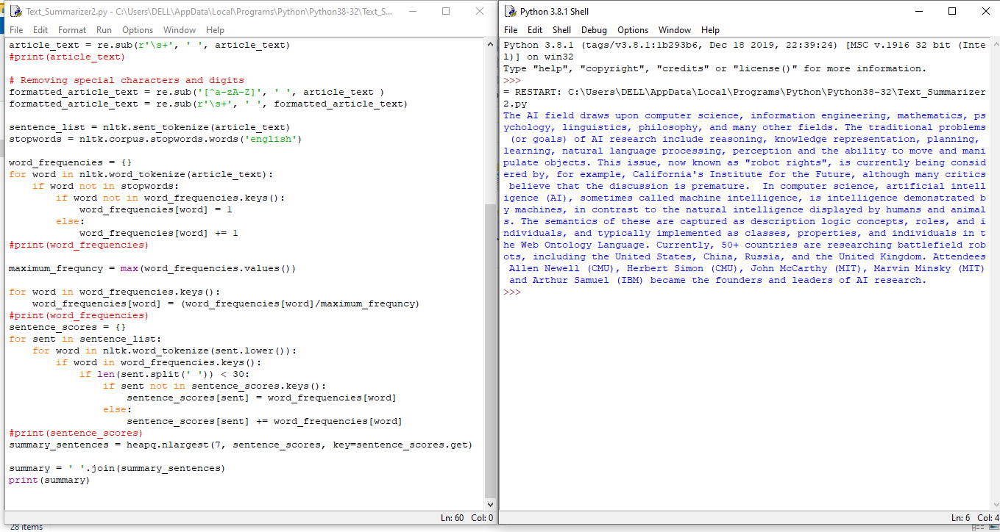 Text_Summarizer2.py - C:\Users\DELL\AppData\Local\Programs\Python\Python38-32\Text_S...
File Edit Format Run Options Window Help
article_text = re.sub(r'\s+', ' ', article_text)
#print(article_text)

# Removing special characters and digits
formatted_article_text = re.sub('[^a-zA-Z]', ' ', article_text )
formatted_article_text = re.sub(r'\s+', ' ', formatted_article_text)

sentence_list = nltk.sent_tokenize(article_text)
stopwords = nltk.corpus.stopwords.words('english')

word_frequencies = {}
for word in nltk.word_tokenize(article_text):
    if word not in stopwords:
        if word not in word_frequencies.keys():
            word_frequencies[word] = 1
        else:
            word_frequencies[word] += 1
#print(word_frequencies)

maximum_frequncy = max(word_frequencies.values())

for word in word_frequencies.keys():
    word_frequencies[word] = (word_frequencies[word]/maximum_frequncy)
#print(word_frequencies)
sentence_scores = {}
for sent in sentence_list:
    for word in nltk.word_tokenize(sent.lower()):
        if word in word_frequencies.keys():
            if len(sent.split(' ')) < 30:
                if sent not in sentence_scores.keys():
                    sentence_scores[sent] = word_frequencies[word]
                else:
                    sentence_scores[sent] += word_frequencies[word]
#print(sentence_scores)
summary_sentences = heapq.nlargest(7, sentence_scores, key=sentence_scores.get)

summary = ' '.join(summary_sentences)
print(summary)
Ln: 60 Col: 0
28 items
Python 3.8.1 Shell
File Edit Shell Debug Options Window Help
Python 3.8.1 (tags/v3.8.1:1b293b6, Dec 18 2019, 22:39:24) [MSC v.1916 32 bit (Inte
l)] on win32
Type "help", "copyright", "credits" or "license()" for more information.
>>>
= RESTART: C:\Users\DELL\AppData\Local\Programs\Python\Python38-32\Text_Summarizer
2.py
The AI field draws upon computer science, information engineering, mathematics, ps
ychology, linguistics, philosophy, and many other fields. The traditional problems
 (or goals) of AI research include reasoning, knowledge representation, planning,
learning, natural language processing, perception and the ability to move and mani
pulate objects. This issue, now known as "robot rights", is currently being consid
ered by, for example, California's Institute for the Future, although many critics
 believe that the discussion is premature.  In computer science, artificial intell
igence (AI), sometimes called machine intelligence, is intelligence demonstrated b
y machines, in contrast to the natural intelligence displayed by humans and animal
s. The semantics of these are captured as description logic concepts, roles, and i
ndividuals, and typically implemented as classes, properties, and individuals in t
he Web Ontology Language. Currently, 50+ countries are researching battlefield rob
ots, including the United States, China, Russia, and the United Kingdom. Attendees
 Allen Newell (CMU), Herbert Simon (CMU), John McCarthy (MIT), Marvin Minsky (MIT)
 and Arthur Samuel (IBM) became the founders and leaders of AI research.
>>>
Ln: 6 Col: 4